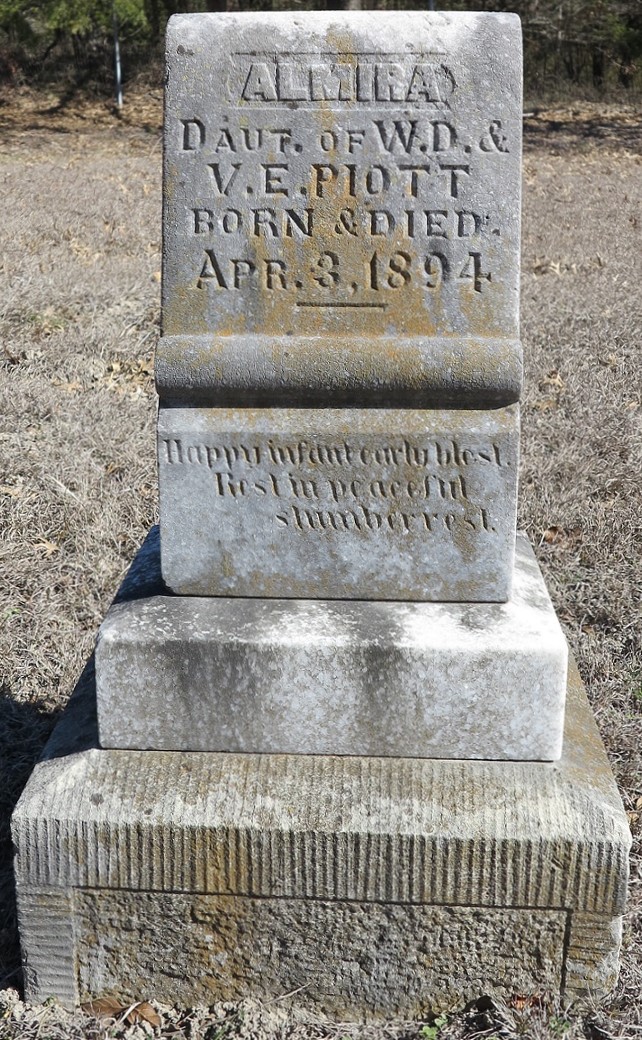 ALMIRA
DAUT. OF W.D. &
V.E. PIOTT
BORN & DIED.
APR. 3, 1894
Happy infant early blest.
Rest in peaceful
slumber rest.